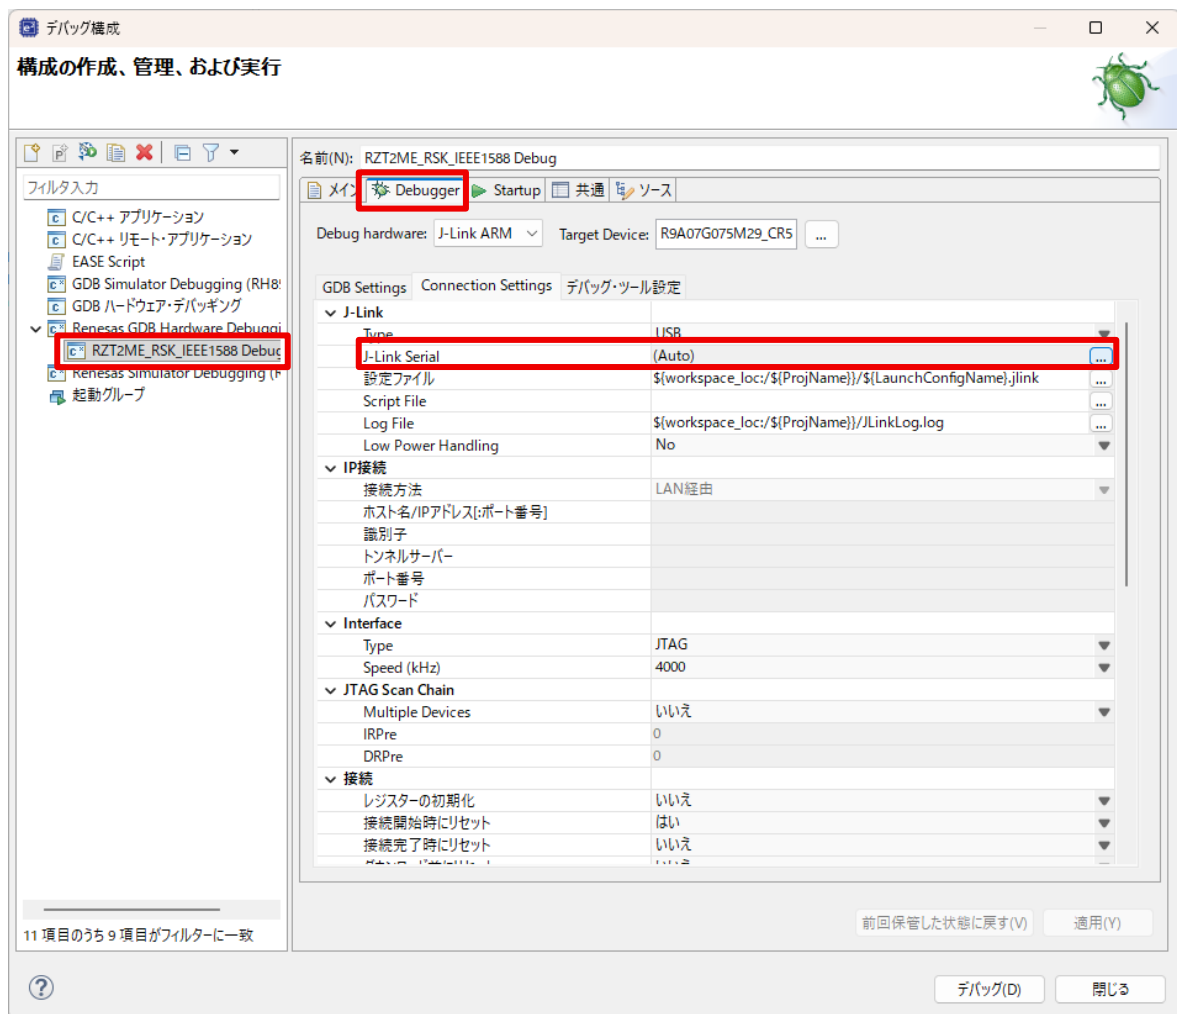 デバッグ構成
構成の作成、管理、および実行
名前(N): RZT2ME_RSK_IEEE1588 Debug
フィルタ入力
C/C++ アプリケーション
C/C++ リモート・アプリケーション
EASE Script
GDB Simulator Debugging (RH8
GDB ハードウェア・デバッギング
Renesas GDB Hardware Debuggi
RZT2ME_RSK_IEEE1588 Debug
Renesas Simulator Debugging (R
起動グループ
11 項目のうち 9 項目がフィルターに一致
メイン Debugger Startup 共通 ソース
Debug hardware: J-Link ARM Target Device: R9A07G075M29_CR5 ...
GDB Settings Connection Settings デバッグ・ツール設定
J-Link
Type USB
J-Link Serial (Auto) ...
設定ファイル ${workspace_loc:/${ProjName}}/${LaunchConfigName}.jlink ...
Script File ...
Log File ${workspace_loc:/${ProjName}}/JLinkLog.log ...
Low Power Handling No
IP接続
接続方法 LAN経由
ホスト名/IPアドレス[:ポート番号]
識別子
トンネルサーバー
ポート番号
パスワード
Interface
Type JTAG
Speed (kHz) 4000
JTAG Scan Chain
Multiple Devices いいえ
IRPre 0
DRPre 0
接続
レジスターの初期化 いいえ
接続開始時にリセット はい
接続完了時にリセット いいえ
前回保管した状態に戻す(V) 適用(Y)
デバッグ(D) 閉じる